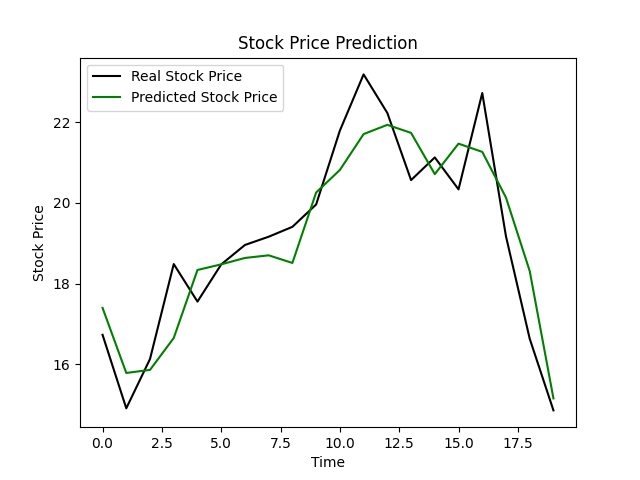 Stock Price Prediction
Real Stock Price
Predicted Stock Price
22
20
18
16
Stock Price
0.0 2.5 5.0 7.5 10.0 12.5 15.0 17.5
Time